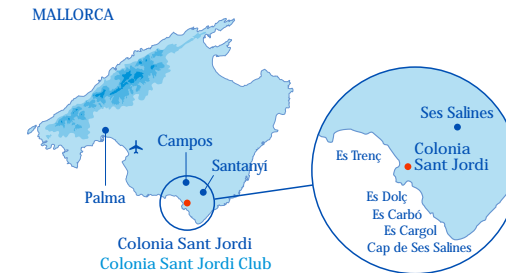 MALLORCA
Palma
Campos
Santanyí
Colonia Sant Jordi
Colonia Sant Jordi Club
Ses Salines
Es Trenç
Colonia
Sant Jordi
Es Dolç
Es Carbó
Es Cargol
Cap de Ses Salines